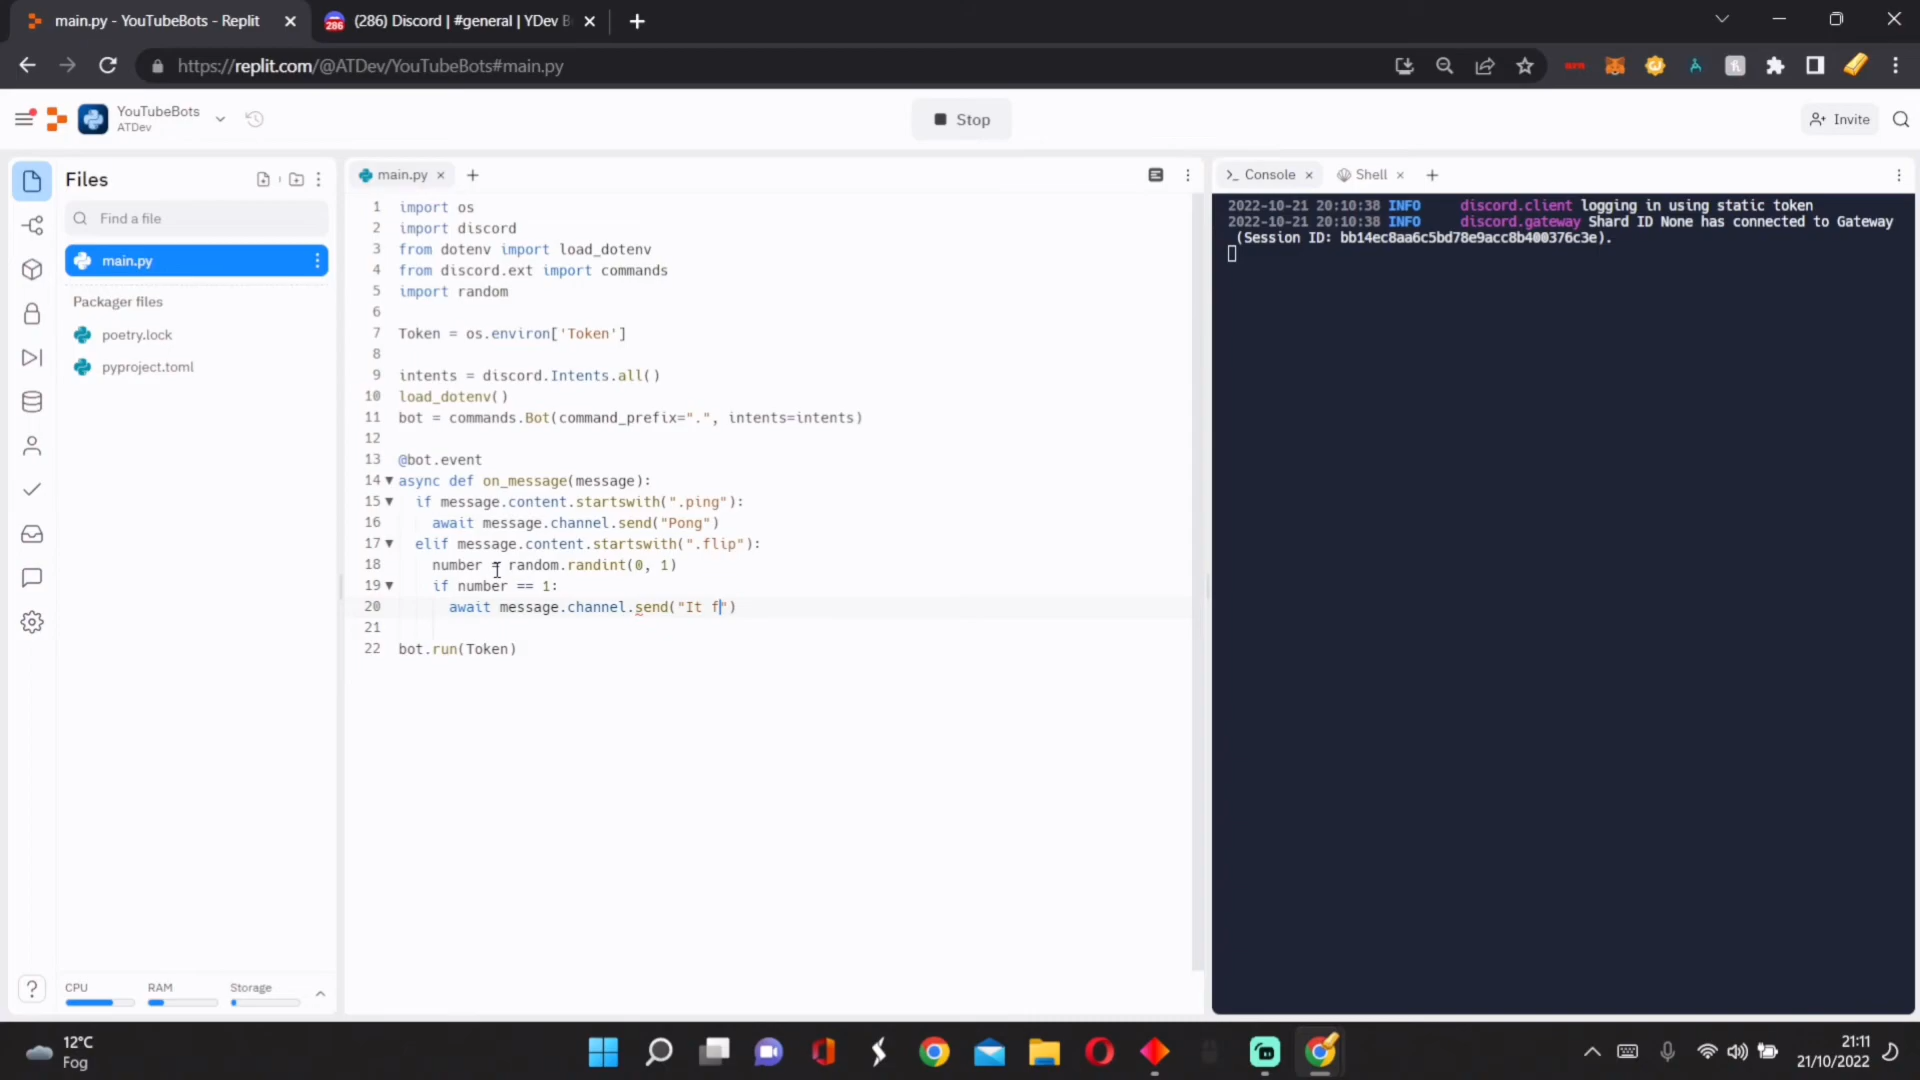 main.py - YouTubeBots - Replit
286
(286) Discord | #general | YDev B
https://replit.com/@ATDev/YouTubeBots#main.py
YouTubeBots
ATDev
Stop
Invite
Files
main.py
Console
Shell
Find a file
main.py
Packager files
poetry.lock
pyproject.toml
1 import os
2 import discord
3 from dotenv import load_dotenv
4 from discord.ext import commands
5 import random
6
7 Token = os.environ['Token']
8
9 intents = discord.Intents.all()
10 load_dotenv()
11 bot = commands.Bot(command_prefix=".", intents=intents)
12
13 @bot.event
14 async def on_message(message):
15 if message.content.startswith(".ping"):
16 await message.channel.send("Pong")
17 elif message.content.startswith(".flip"):
18 number = random.randint(0, 1)
19 if number == 1:
20 await message.channel.send("It f")
21
22 bot.run(Token)
2022-10-21 20:10:38 INFO discord.client logging in using static token
2022-10-21 20:10:38 INFO discord.gateway Shard ID None has connected to Gateway
(Session ID: bb14ec8aa6c5bd78e9acc8b400376c3e).
?
CPU
RAM
Storage
12°C
Fog
21:11
21/10/2022